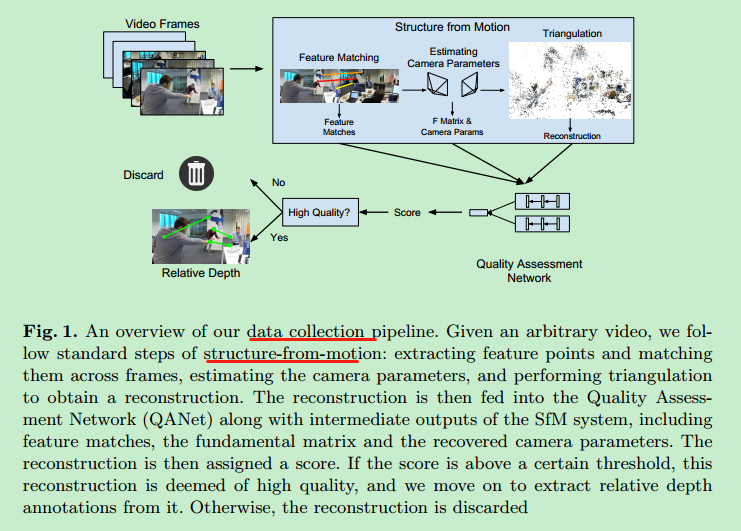 Video Frames
Structure from Motion
Feature Matching
Estimating
Camera Parameters
Triangulation
Feature
Matches
F Matrix &
Camera Params
Reconstruction
Discard
No
High Quality?
Score
Yes
Relative Depth
Quality Assessment
Network
Fig. 1. An overview of our data collection pipeline. Given an arbitrary video, we fol-
low standard steps of structure-from-motion: extracting feature points and matching
them across frames, estimating the camera parameters, and performing triangulation
to obtain a reconstruction. The reconstruction is then fed into the Quality Assess-
ment Network (QANet) along with intermediate outputs of the SfM system, including
feature matches, the fundamental matrix and the recovered camera parameters. The
reconstruction is then assigned a score. If the score is above a certain threshold, this
reconstruction is deemed of high quality, and we move on to extract relative depth
annotations from it. Otherwise, the reconstruction is discarded